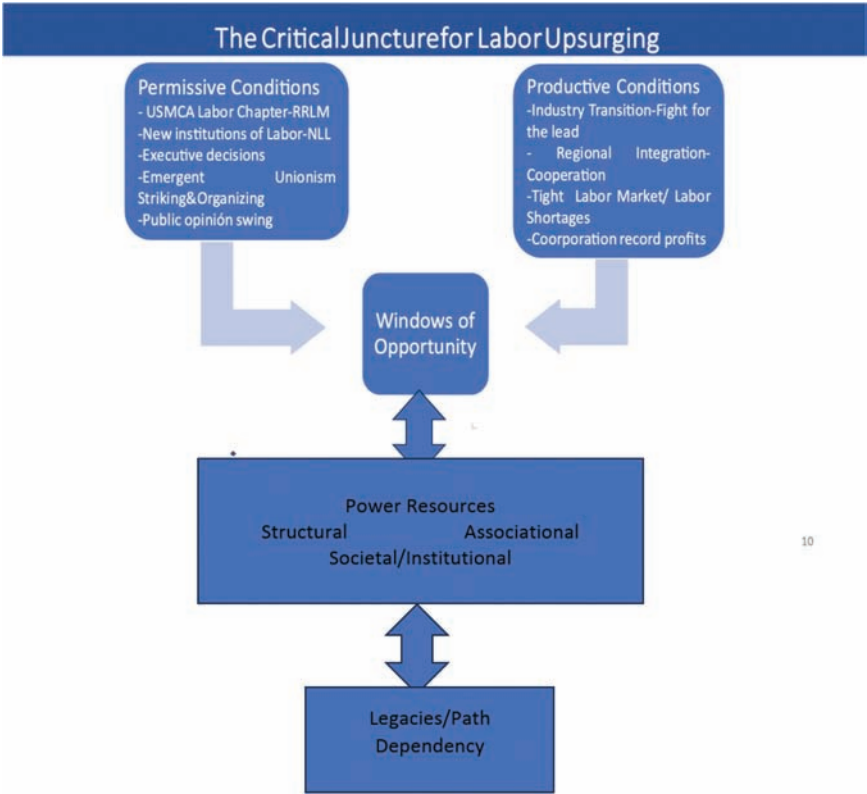 The Critical Juncture for Labor Upsurging
Permissive Conditions
- USMCA Labor Chapter-RRLM
-New institutions of Labor-NLL
-Executive decisions
-Emergent Unionism
Striking&Organizing
-Public opinión swing
Productive Conditions
-Industry Transition-Fight for
the lead
- Regional Integration-
Cooperation
-Tight Labor Market/ Labor
Shortages
-Coorporation record profits
Windows of
Opportunity
Power Resources
Structural Associational
Societal/Institutional
10
Legacies/Path
Dependency